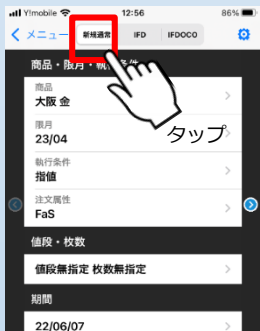 Y!mobile 12:56 86%
メニュー 新規通常 IFD IFDOCO
商品・限月・執行条件
商品
大阪 金
限月
23/04
タップ
執行条件
指値
注文属性
FaS
値段・枚数
値段無指定 枚数無指定
期間
22/06/07